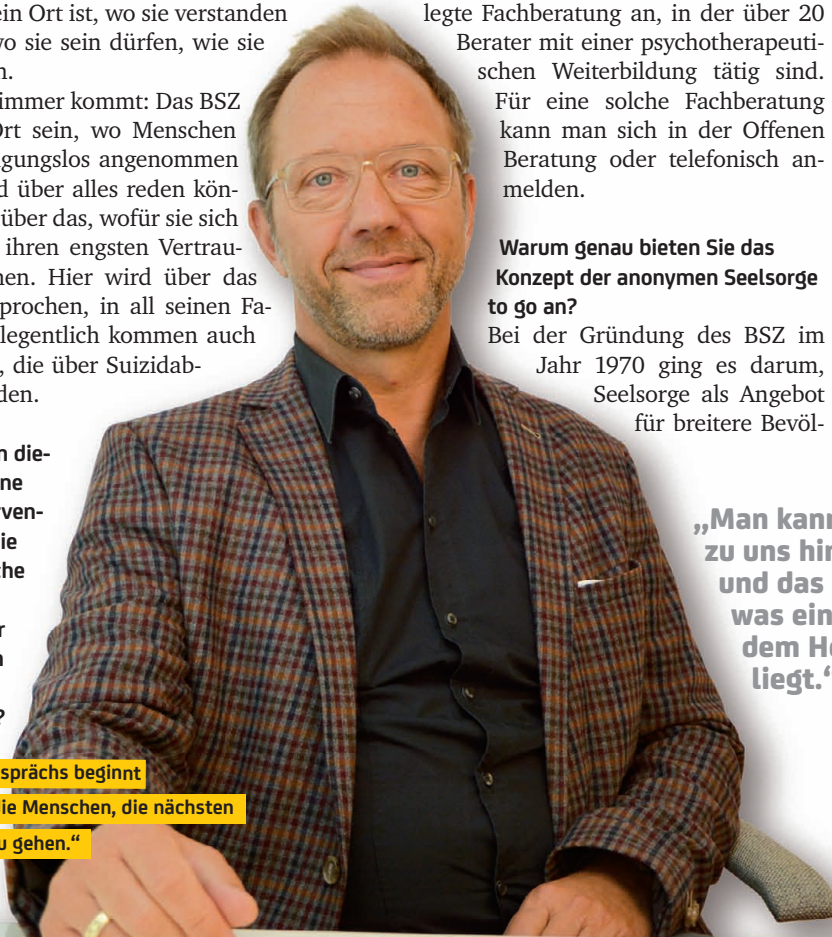 ein Ort ist, wo sie verstanden
wo sie sein dürfen, wie sie
immer kommt: Das BSZ
Ort sein, wo Menschen
gungslos angenommen
d über alles reden kön-
über das, wofür sie sich
ihren engsten Vertrau-
nen. Hier wird über das
prochen, in all seinen Fa-
legentlich kommen auch
, die über Suizidab-
den.
n die-
ne
rven-
ie
che
r
n
?
sprächs beginnt
die Menschen, die nächsten
u gehen.“
legte Fachberatung an, in der über 20
Berater mit einer psychotherapeuti-
schen Weiterbildung tätig sind.
Für eine solche Fachberatung
kann man sich in der Offenen
Beratung oder telefonisch an-
melden.
Warum genau bieten Sie das
Konzept der anonymen Seelsorge
to go an?
Bei der Gründung des BSZ im
Jahr 1970 ging es darum,
Seelsorge als Angebot
für breitere Bevöl-
„Man kann
zu uns hin
und das
was ein
dem He
liegt.“